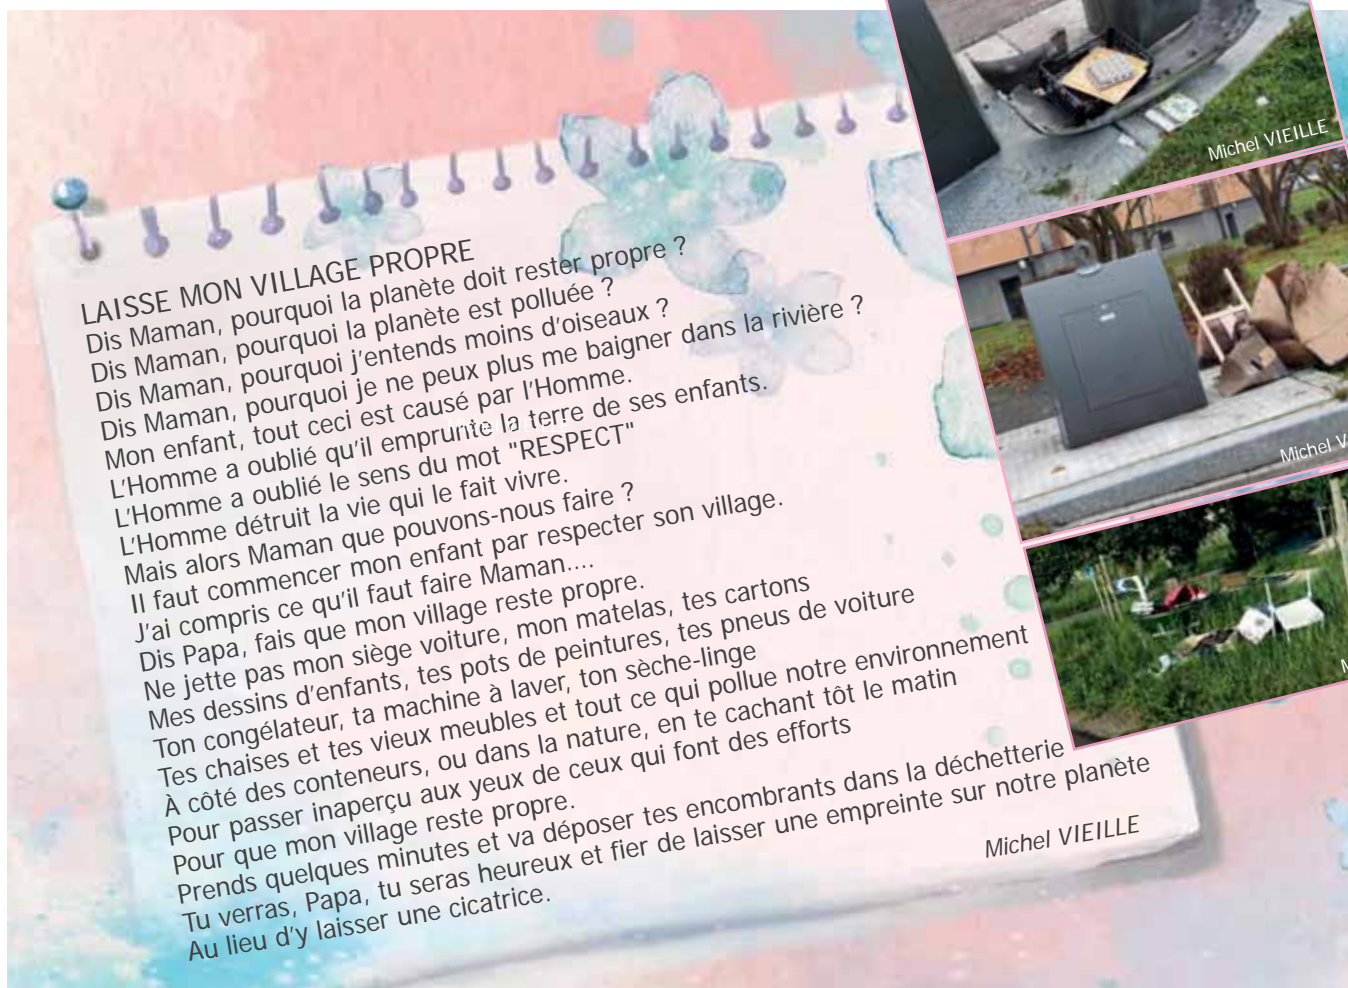 LAISSE MON VILLAGE PROPRE
Dis Maman, pourquoi la planète doit rester propre ?
Dis Maman, pourquoi la planète est polluée ?
Dis Maman, pourquoi j'entends moins d'oiseaux ?
Dis Maman, pourquoi je ne peux plus me baigner dans la rivière ?
Mon enfant, tout ceci est causé par l'Homme.
L'Homme a oublié qu'il emprunte la terre de ses enfants.
L'Homme a oublié le sens du mot "RESPECT"
L'Homme détruit la vie qui le fait vivre.
Mais alors Maman que pouvons-nous faire ?
Il faut commencer mon enfant par respecter son village.
J'ai compris ce qu'il faut faire Maman....
Dis Papa, fais que mon village reste propre.
Ne jette pas mon siège voiture, mon matelas, tes cartons
Mes dessins d'enfants, tes pots de peintures, tes pneus de voiture
Ton congélateur, ta machine à laver, ton sèche-linge
Tes chaises et tes vieux meubles et tout ce qui pollue notre environnement
À côté des conteneurs, ou dans la nature, en te cachant tôt le matin
Pour passer inaperçu aux yeux de ceux qui font des efforts
Pour que mon village reste propre.
Prends quelques minutes et va déposer tes encombrants dans la déchetterie
Tu verras, Papa, tu seras heureux et fier de laisser une empreinte sur notre planète
Au lieu d'y laisser une cicatrice.
Michel VIEILLE
Michel VIEILLE
Michel V
M